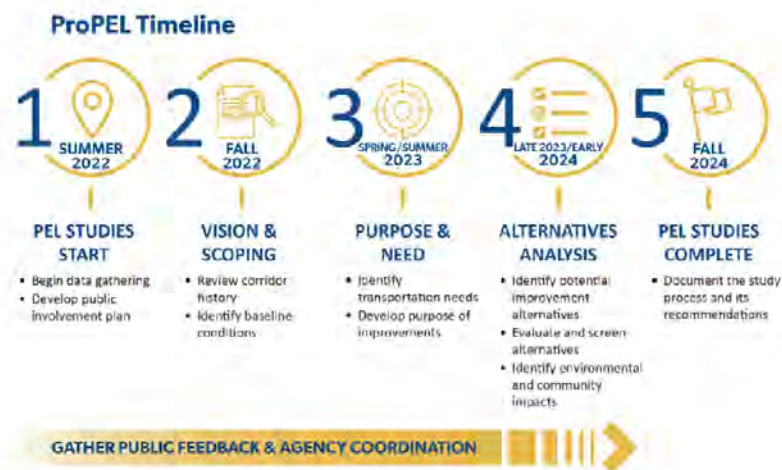 ProPEL Timeline
1
SUMMER
2022
PEL STUDIES
START
• Begin data gathering
• Develop public
involvement plan
2
FALL
2022
VISION &
SCOPING
• Review corridor
history
• Identify baseline
conditions
3
SPRING/SUMMER
2023
PURPOSE &
NEED
• Identify
transportation needs
• Develop purpose of
improvements
4
LATE 2023/EARLY
2024
ALTERNATIVES
ANALYSIS
• Identify potential
improvement
alternatives
• Evaluate and screen
alternatives
• Identify environmental
and community
impacts
5
FALL
2024
PEL STUDIES
COMPLETE
• Document the study
process and its
recommendations
GATHER PUBLIC FEEDBACK & AGENCY COORDINATION